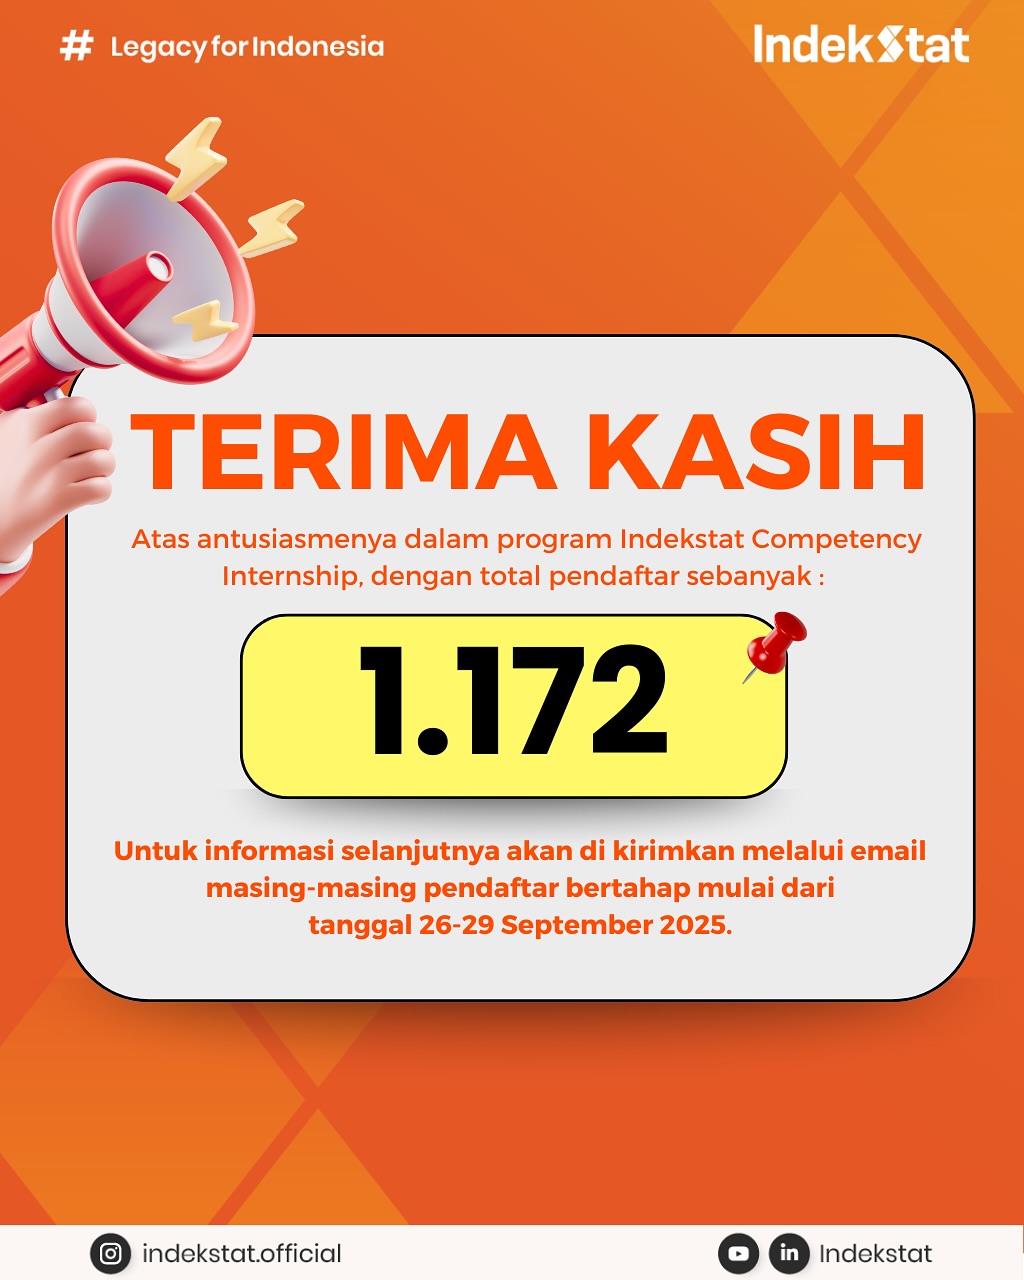 # Legacy for Indonesia
IndekStat
TERIMA KASIH
Atas antusiasmenya dalam program Indekstat Competency
Internship, dengan total pendaftar sebanyak :
1.172
Untuk informasi selanjutnya akan di kirimkan melalui email
masing-masing pendaftar bertahap mulai dari
tanggal 26-29 September 2025.
indekstat.official
in Indekstat